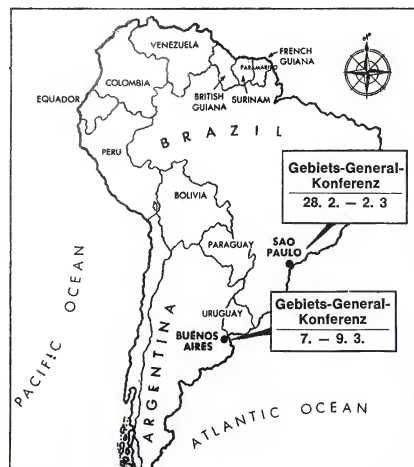 VENEZUELA
FRENCH
GUIANA
PARAMARIBO
COLOMBIA
EQUADOR
BRITISH
GUIANA
SURINAM
BRAZIL
PERU
Gebiets-General-
Konferenz
28. 2. — 2. 3
BOLIVIA
SAO
PAULO
PARAGUAY
Gebiets-General-
Konferenz
7. — 9. 3.
URUGUAY
BUENOS
AIRES
ARGENTINA
PACIFIC OCEAN
ATLANTIC OCEAN